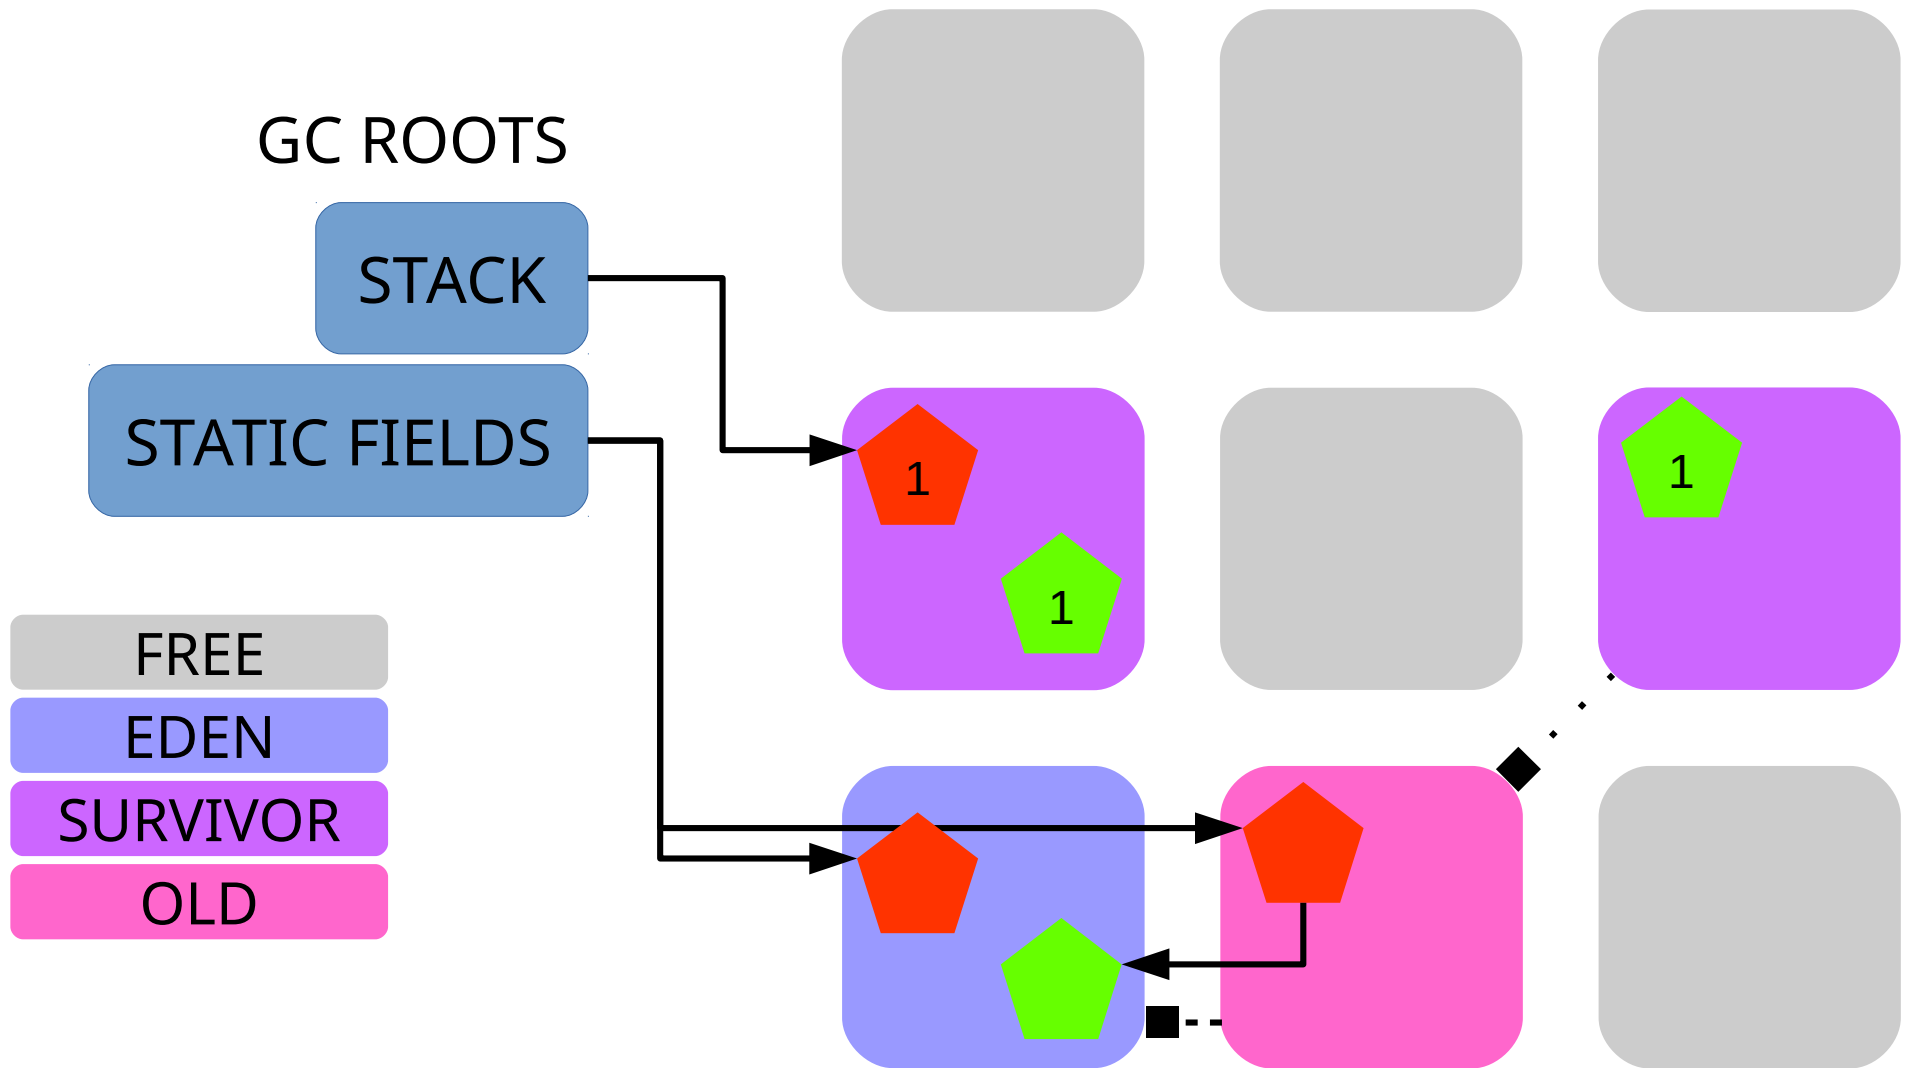 GC ROOTS
STACK
STATIC FIELDS
1
1
1
FREE
EDEN
SURVIVOR
OLD